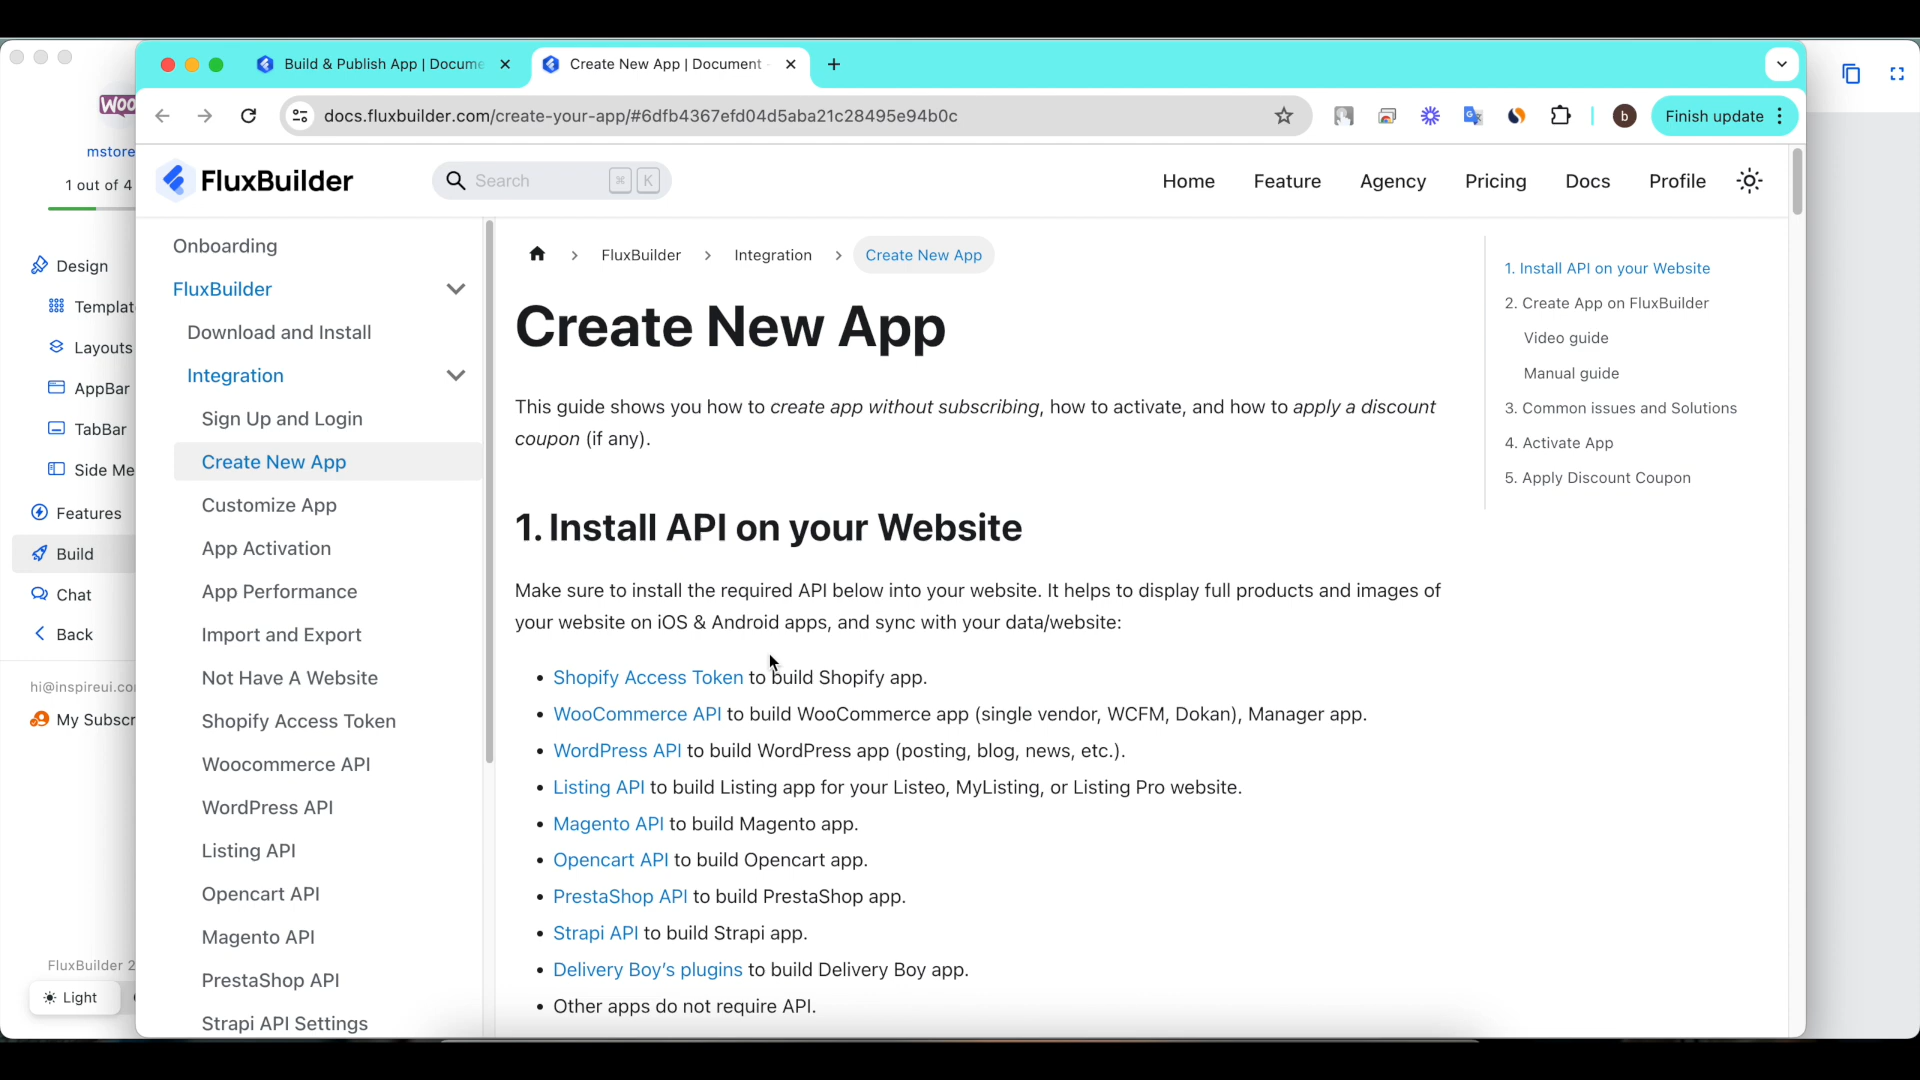 Build & Publish App | Docume
Create New App | Document
docs.fluxbuilder.com/create-your-app/#6dfb4367efd04d5aba21c28495e94b0c
b
Finish update
WOO
mstore
1 out of 4
Design
Templat
Layouts
AppBar
TabBar
Side Me
Features
Build
Chat
Back
hi@inspireui.co
My Subscr
FluxBuilder 2
Light
FluxBuilder
Search
⌘ K
Home
Feature
Agency
Pricing
Docs
Profile
Onboarding
FluxBuilder
Download and Install
Integration
Sign Up and Login
Create New App
Customize App
App Activation
App Performance
Import and Export
Not Have A Website
Shopify Access Token
Woocommerce API
WordPress API
Listing API
Opencart API
Magento API
PrestaShop API
Strapi API Settings
FluxBuilder > Integration > Create New App
Create New App
This guide shows you how to create app without subscribing, how to activate, and how to apply a discount
coupon (if any).
1. Install API on your Website
Make sure to install the required API below into your website. It helps to display full products and images of
your website on iOS & Android apps, and sync with your data/website:
• Shopify Access Token to build Shopify app.
• WooCommerce API to build WooCommerce app (single vendor, WCFM, Dokan), Manager app.
• WordPress API to build WordPress app (posting, blog, news, etc.).
• Listing API to build Listing app for your Listeo, MyListing, or Listing Pro website.
• Magento API to build Magento app.
• Opencart API to build Opencart app.
• PrestaShop API to build PrestaShop app.
• Strapi API to build Strapi app.
• Delivery Boy's plugins to build Delivery Boy app.
• Other apps do not require API.
1. Install API on your Website
2. Create App on FluxBuilder
Video guide
Manual guide
3. Common issues and Solutions
4. Activate App
5. Apply Discount Coupon